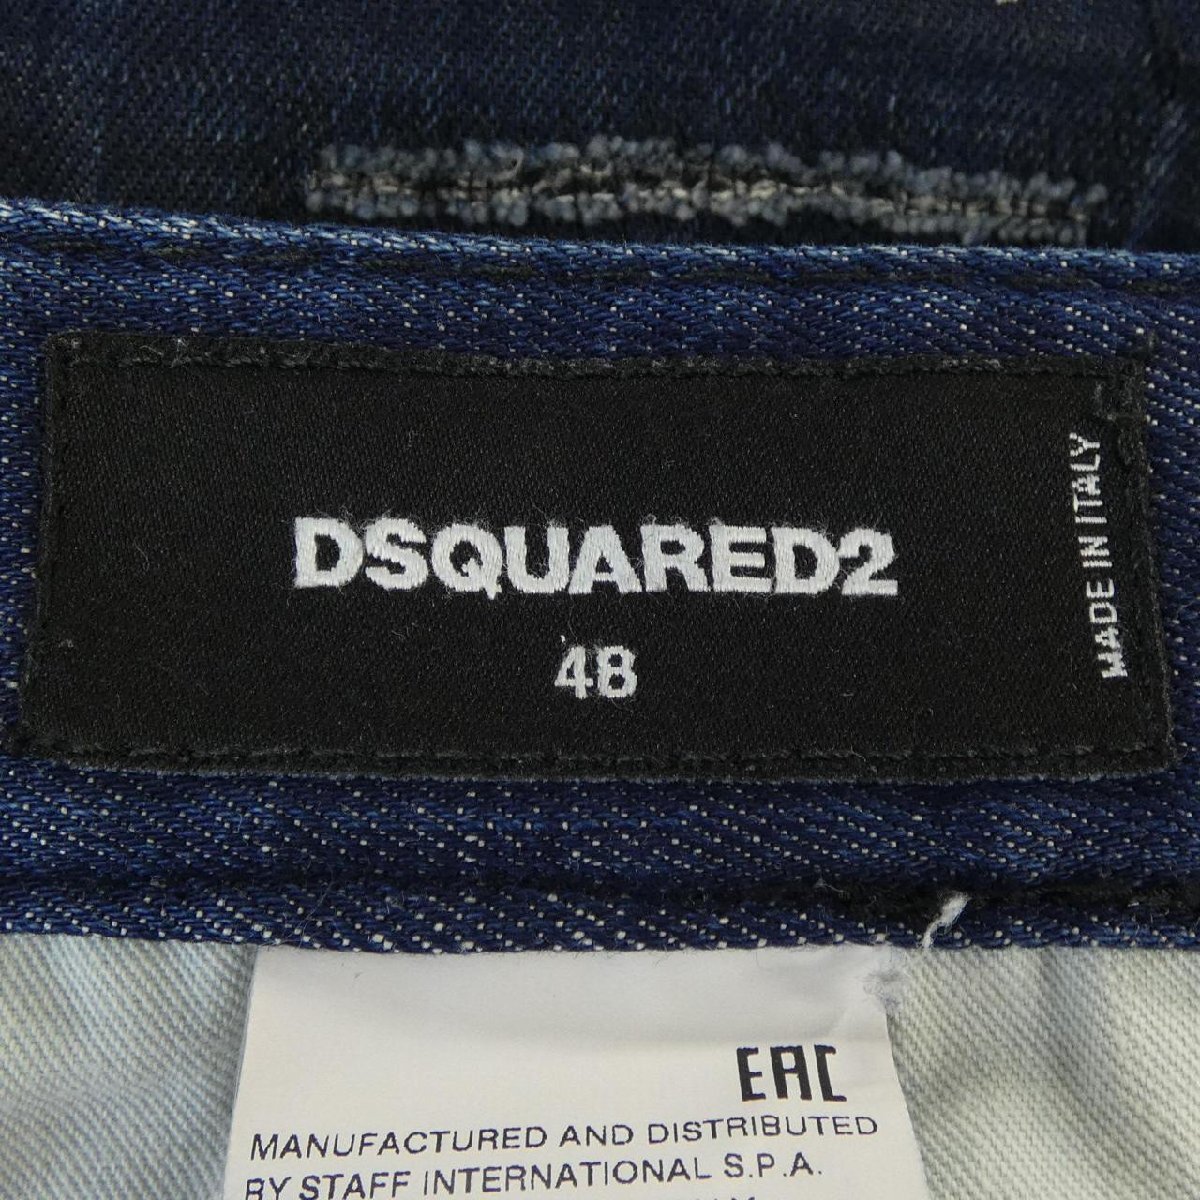 DSQUARED2
48
MADE IN ITALY
EAC
MANUFACTURED AND DISTRIBUTED
BY STAFF INTERNATIONAL S.P.A.